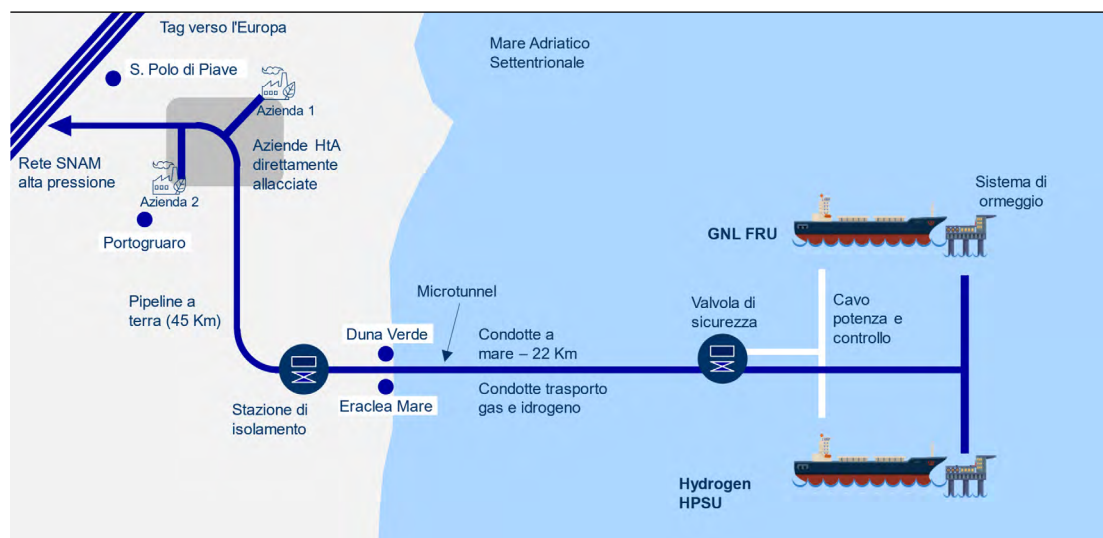 Tag verso l'Europa
S. Polo di Piave
Azienda 1
Mare Adriatico
Settentrionale
Aziende HtA
direttamente
allacciate
Rete SNAM
alta pressione
Azienda 2
Portogruaro
Sistema di
ormeggio
GNL FRU
Pipeline a
terra (45 Km)
Microtunnel
Duna Verde
Condotte a
mare – 22 Km
Valvola di
sicurezza
Cavo
potenza e
controllo
Stazione di
isolamento
Eraclea Mare
Condotte trasporto
gas e idrogeno
Hydrogen
HPSU